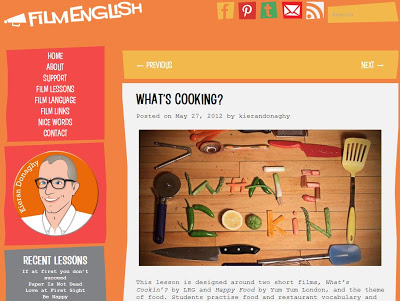 FILM ENGLISH
HOME
ABOUT
SUPPORT
FILM LESSONS
FILM LANGUAGE
FILM LINKS
NICE WORDS
CONTACT
Kieran Donaghy
RECENT LESSONS
If at first you don't
succeed
Paper Is Not Dead
Love at First Sight
Be Happy
← PREVIOUS
NEXT →
WHAT'S COOKING?
Posted on May 27, 2012 by kierandonaghy
WHAT'S
COOKIN'
This lesson is designed around two short films, What's
Cookin'? by LRG and Happy Food by Yum Yum London, and the theme
of food. Students practise food and restaurant vocabulary and